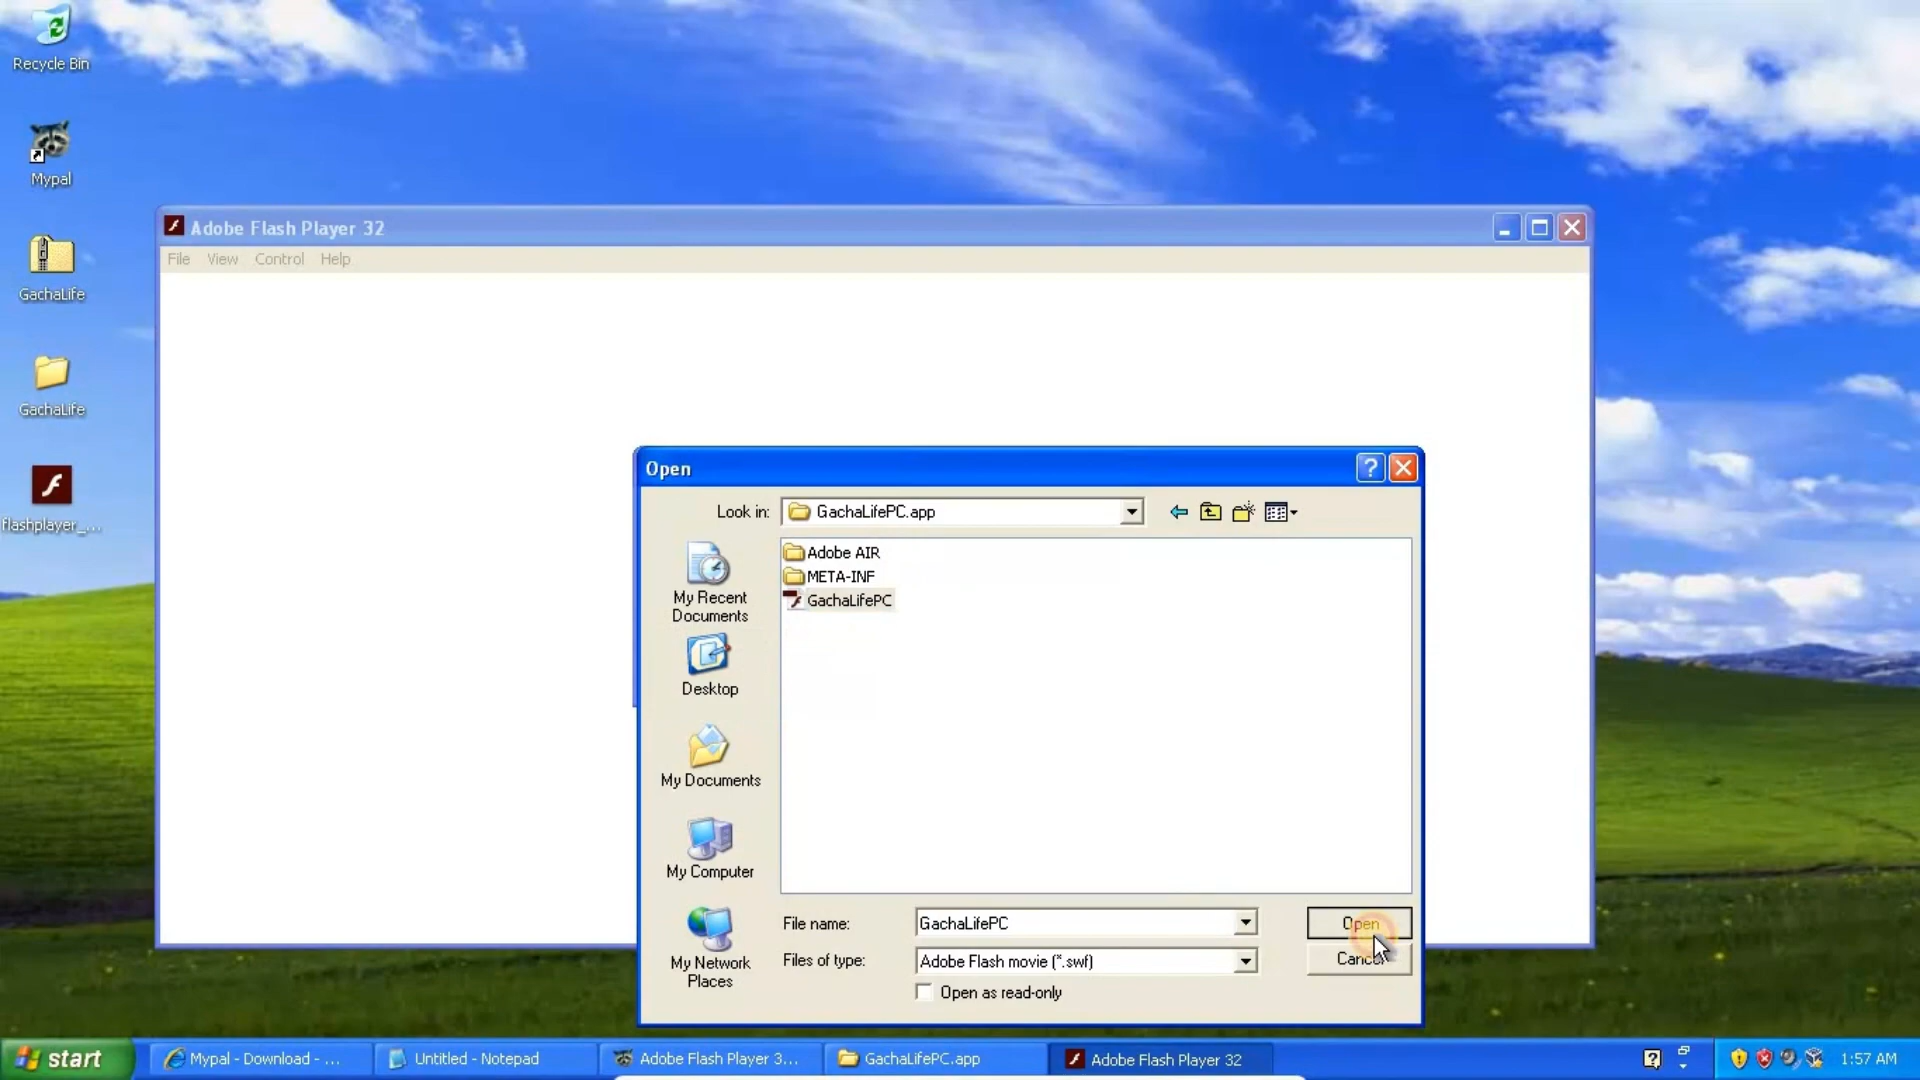 Recycle Bin
Mypal
GachaLife
GachaLife
flashplayer_...
Adobe Flash Player 32
File View Control Help
Open
Look in: GachaLifePC.app
Adobe AIR
META-INF
GachaLifePC
My Recent
Documents
Desktop
My Documents
My Computer
My Network
Places
File name: GachaLifePC Open
Files of type: Adobe Flash movie (*.swf) Cancel
Open as read-only
start Mypal - Download - ... Untitled - Notepad Adobe Flash Player 3... GachaLifePC.app Adobe Flash Player 32 1:57 AM